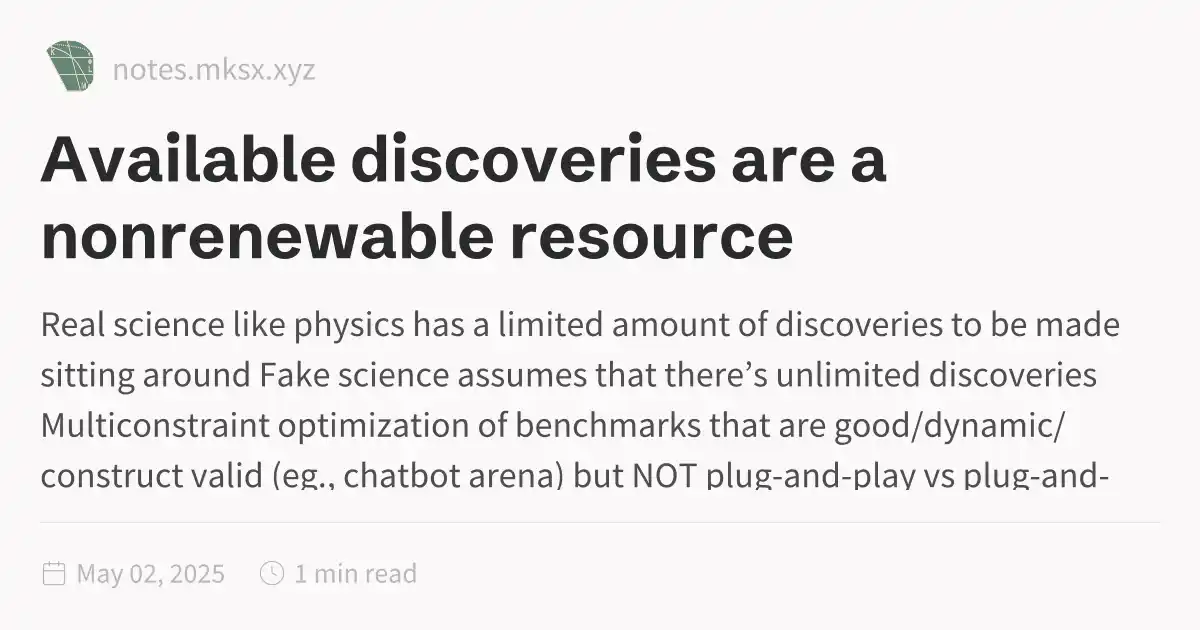 notes.mksx.xyz
Available discoveries are a
nonrenewable resource
Real science like physics has a limited amount of discoveries to be made
sitting around Fake science assumes that there’s unlimited discoveries
Multiconstraint optimization of benchmarks that are good/dynamic/
construct valid (eg., chatbot arena) but NOT plug-and-play vs plug-and-
May 02, 2025
1 min read